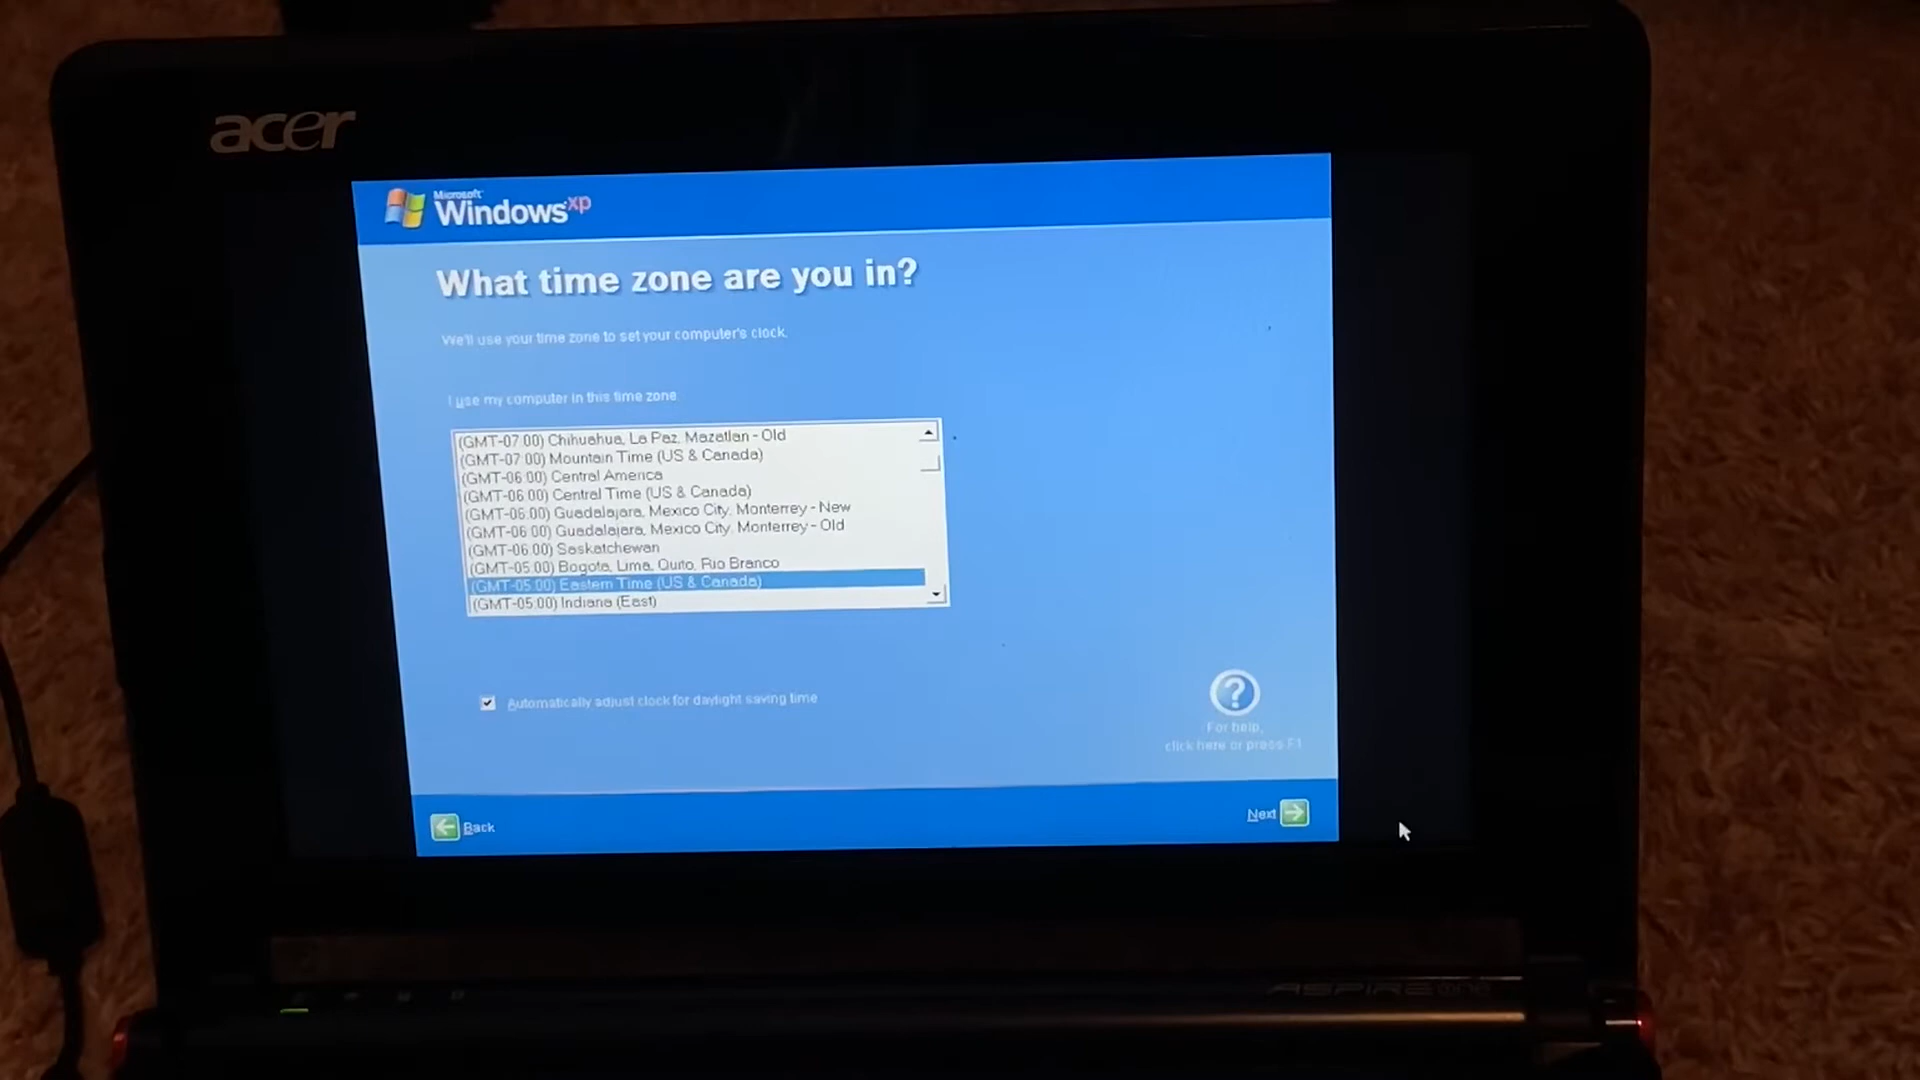 acer
Microsoft
Windows xp
What time zone are you in?
We'll use your time zone to set your computer's clock.
I use my computer in this time zone
(GMT-07:00) Chihuahua, La Paz, Mazatlan - Old
(GMT-07:00) Mountain Time (US & Canada)
(GMT-06:00) Central America
(GMT-06:00) Central Time (US & Canada)
(GMT-06:00) Guadalajara, Mexico City, Monterrey - New
(GMT-06:00) Guadalajara, Mexico City, Monterrey - Old
(GMT-06:00) Saskatchewan
(GMT-05:00) Bogota, Lima, Quito, Rio Branco
(GMT-05:00) Eastern Time (US & Canada)
(GMT-05:00) Indiana (East)
Automatically adjust clock for daylight saving time
For help,
click here or press F1
Back
Next
ASPIRE one